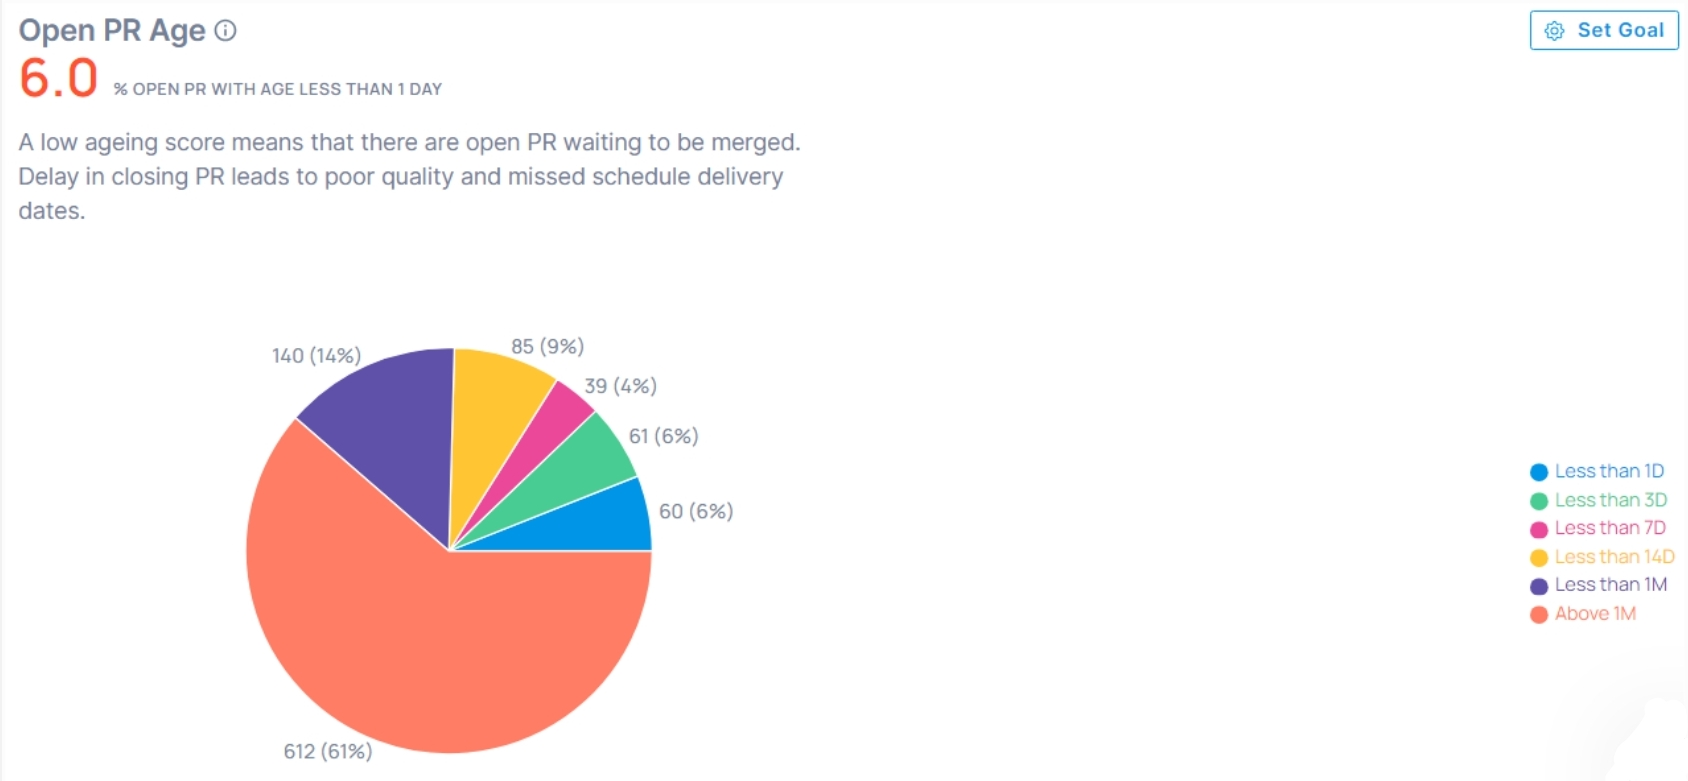 Open PR Age
Set Goal
6.0 % OPEN PR WITH AGE LESS THAN 1 DAY
A low ageing score means that there are open PR waiting to be merged.
Delay in closing PR leads to poor quality and missed schedule delivery
dates.
140 (14%)
85 (9%)
39 (4%)
61 (6%)
60 (6%)
612 (61%)
Less than 1D
Less than 3D
Less than 7D
Less than 14D
Less than 1M
Above 1M